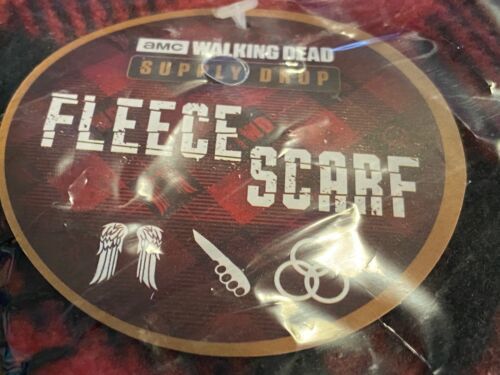 amc WALKING DEAD
SUPPLY DROP
FLEECE
SCARF